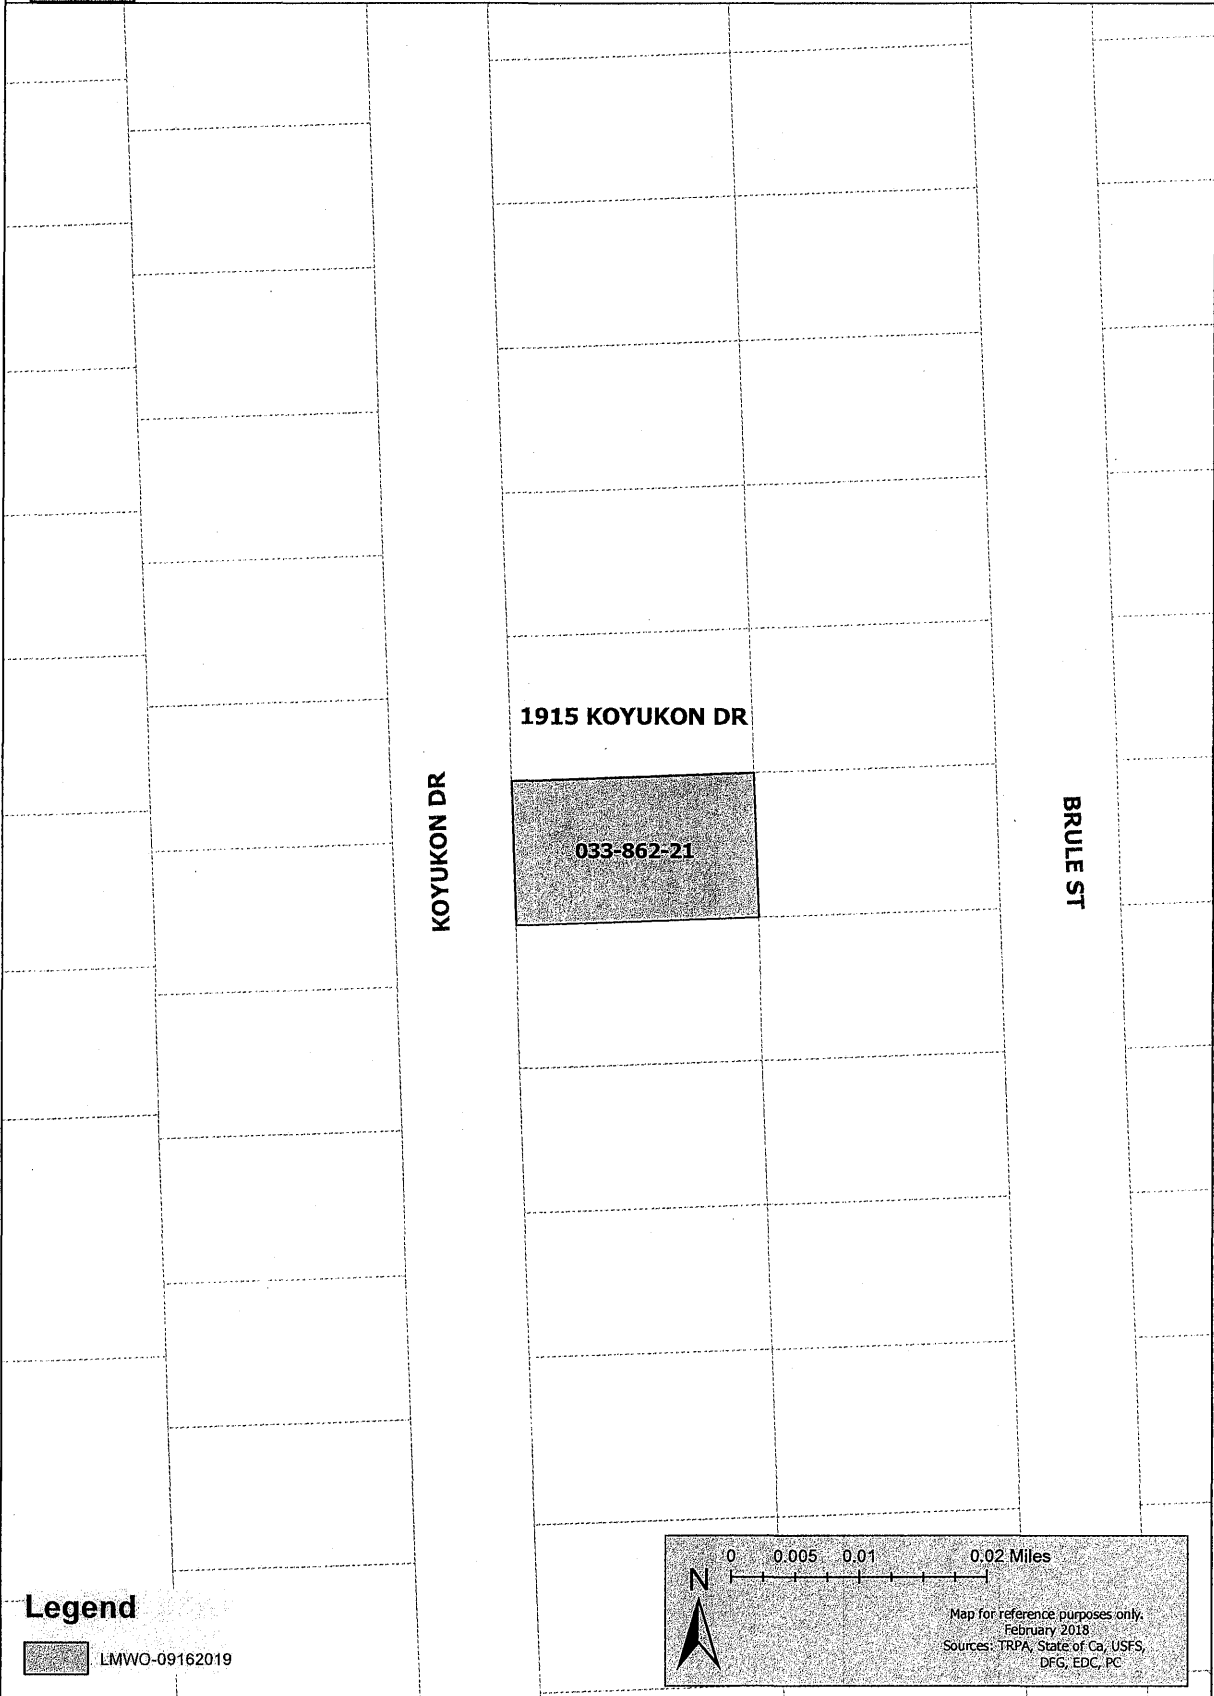 1915 KOYUKON DR
KOYUKON DR
033-862-21
BRULE ST
Legend
LMWO-09162019
0 0.005 0.01 0.02 Miles
N
Map for reference purposes only.
February 2018
Sources: TRPA, State of Ca, USFS,
DFG, EDC, PC